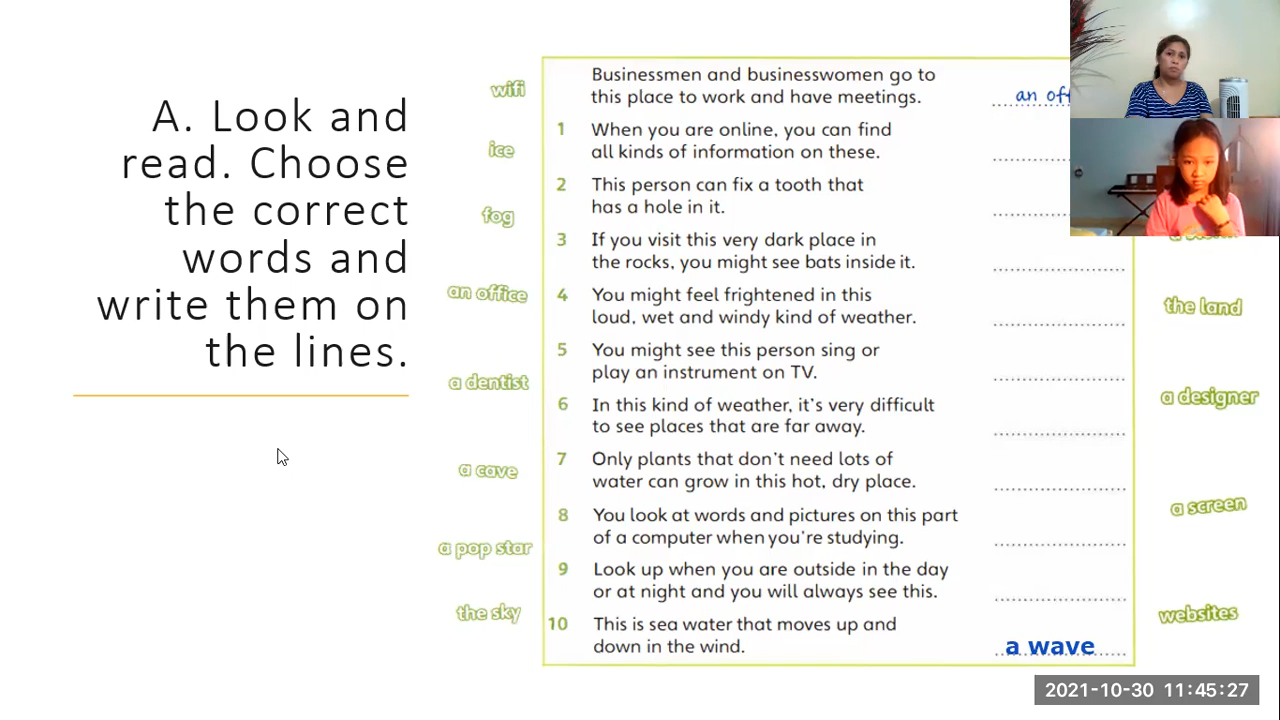 A. Look and
read. Choose
the correct
words and
write them on
the lines.
wifi
ice
fog
an office
a dentist
a cave
a pop star
the sky
Businessmen and businesswomen go to
this place to work and have meetings.
an off
1 When you are online, you can find
all kinds of information on these.
2 This person can fix a tooth that
has a hole in it.
3 If you visit this very dark place in
the rocks, you might see bats inside it.
4 You might feel frightened in this
loud, wet and windy kind of weather.
5 You might see this person sing or
play an instrument on TV.
6 In this kind of weather, it's very difficult
to see places that are far away.
7 Only plants that don't need lots of
water can grow in this hot, dry place.
8 You look at words and pictures on this part
of a computer when you're studying.
9 Look up when you are outside in the day
or at night and you will always see this.
10 This is sea water that moves up and
down in the wind.
a wave
the land
a designer
a screen
websites
2021-10-30 11:45:27